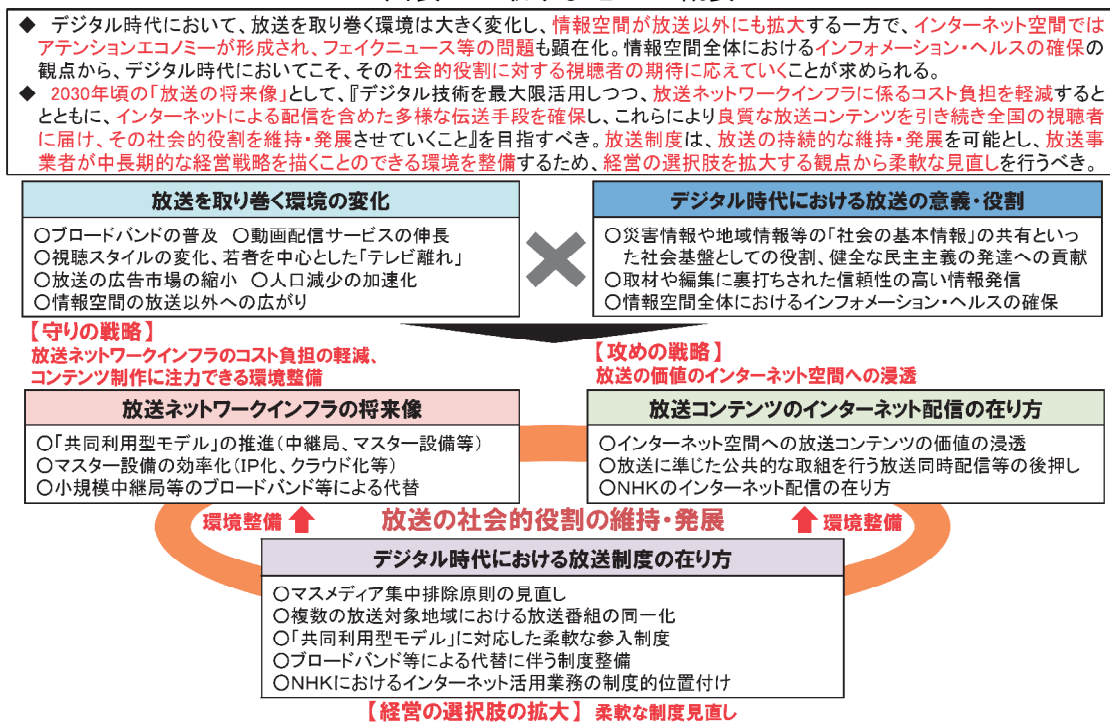 ◆ デジタル時代において、放送を取り巻く環境は大きく変化し、情報空間が放送以外にも拡大する一方で、インターネット空間では
アテンションエコノミーが形成され、フェイクニュース等の問題も顕在化。情報空間全体におけるインフォメーション・ヘルスの確保の
観点から、デジタル時代においてこそ、その社会的役割に対する視聴者の期待に応えていくことが求められる。
◆ 2030年頃の「放送の将来像」として、『デジタル技術を最大限活用しつつ、放送ネットワークインフラに係るコスト負担を軽減すると
とともに、インターネットによる配信を含めた多様な伝送手段を確保し、これらにより良質な放送コンテンツを引き続き全国の視聴者
に届け、その社会的役割を維持・発展させていくこと』を目指すべき。放送制度は、放送の持続的な維持・発展を可能とし、放送事
業者が中長期的な経営戦略を描くことのできる環境を整備するため、経営の選択肢を拡大する観点から柔軟な見直しを行うべき。
放送を取り巻く環境の変化
○ブロードバンドの普及 ○動画配信サービスの伸長
○視聴スタイルの変化、若者を中心とした「テレビ離れ」
○放送の広告市場の縮小 ○人口減少の加速化
○情報空間の放送以外への広がり
デジタル時代における放送の意義・役割
○災害情報や地域情報等の「社会の基本情報」の共有といっ
た社会基盤としての役割、健全な民主主義の発達への貢献
○取材や編集に裏打ちされた信頼性の高い情報発信
○情報空間全体におけるインフォメーション・ヘルスの確保
【守りの戦略】
放送ネットワークインフラのコスト負担の軽減、
コンテンツ制作に注力できる環境整備
【攻めの戦略】
放送の価値のインターネット空間への浸透
放送ネットワークインフラの将来像
○「共同利用型モデル」の推進(中継局、マスター設備等)
○マスター設備の効率化(IP化、クラウド化等)
○小規模中継局等のブロードバンド等による代替
放送コンテンツのインターネット配信の在り方
○インターネット空間への放送コンテンツの価値の浸透
○放送に準じた公共的な取組を行う放送同時配信等の後押し
○NHKのインターネット配信の在り方
環境整備
放送の社会的役割の維持・発展
環境整備
デジタル時代における放送制度の在り方
○マスメディア集中排除原則の見直し
○複数の放送対象地域における放送番組の同一化
○「共同利用型モデル」に対応した柔軟な参入制度
○ブロードバンド等による代替に伴う制度整備
○NHKにおけるインターネット活用業務の制度的位置付け
【経営の選択肢の拡大】 柔軟な制度見直し